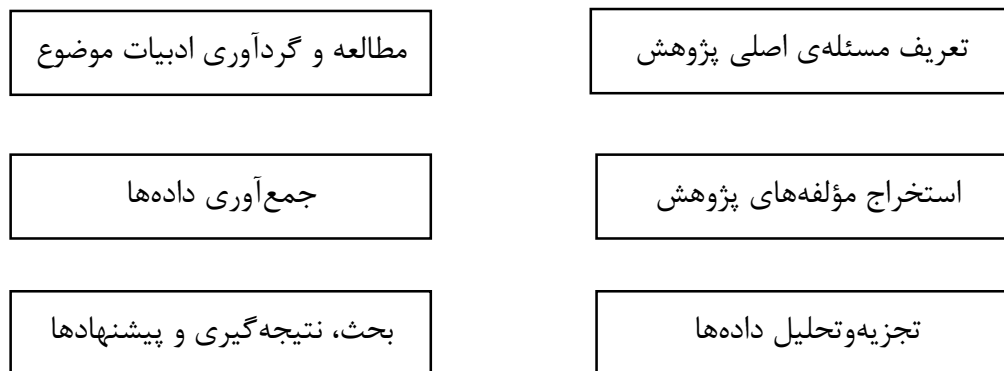 تعریف مسئله‌ی اصلی پژوهش
مطالعه و گردآوری ادبیات موضوع
استخراج مؤلفه‌های پژوهش
جمع‌آوری داده‌ها
تجزیه‌وتحلیل داده‌ها
بحث، نتیجه‌گیری و پیشنهادها